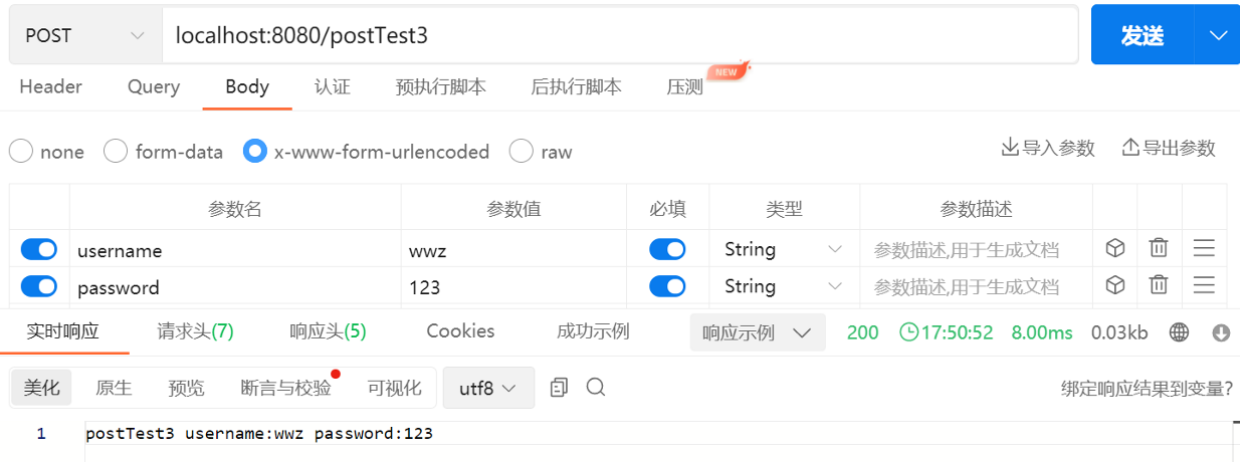 POST localhost:8080/postTest3 发送
Header Query Body 认证 预执行脚本 后执行脚本 压测 NEW
none form-data x-www-form-urlencoded raw 导入参数 导出参数
参数名 参数值 必填 类型 参数描述
username wwz String 参数描述,用于生成文档
password 123 String 参数描述,用于生成文档
实时响应 请求头(7) 响应头(5) Cookies 成功示例 响应示例 200 17:50:52 8.00ms 0.03kb
美化 原生 预览 断言与校验 可视化 utf8 绑定响应结果到变量?
1 postTest3 username:wwz password:123